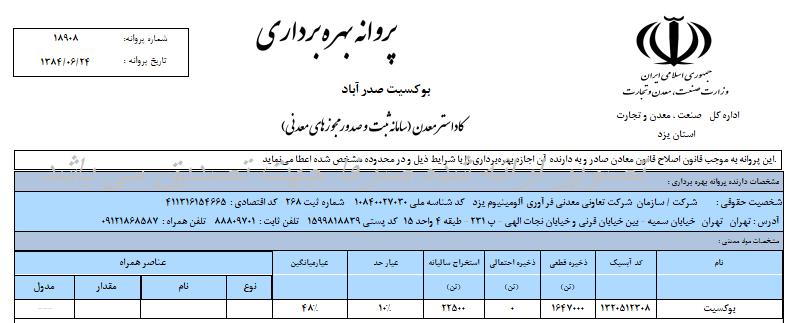 شماره پروانه: ۱۸۹۰۸
تاریخ پروانه: ۱۳۸۴/۰۶/۲۴
پروانه بهره برداری
بوکسیت صدر آباد
کاداستر معدن (سامانه ثبت و صدور مجوزهای معدنی)
جمهوری اسلامی ایران
وزارت صنعت، معدن و تجارت
اداره کل صنعت ، معدن و تجارت
استان یزد
این پروانه به موجب قانون اصلاح قانون معادن صادر و به دارنده آن اجازه بهره‌برداری را با شرایط ذیل و در محدوده مشخص شده اعطا می‌نماید.
مشخصات دارنده پروانه بهره برداری :
شخصیت حقوقی : شرکت / سازمان شرکت تعاونی معدنی فرآوری آلومینیوم یزد کد شناسه ملی ۱۰۸۴۰۰۲۷۰۳۰ شماره ثبت ۲۶۸ کد اقتصادی : ۴۱۱۳۱۶۱۵۴۶۶۵
آدرس : تهران تهران خیابان سمیه - بین خیابان قرنی و خیابان نجات الهی - پ ۲۳۱ - طبقه ۴ واحد ۱۵ کد پستی ۱۵۹۹۸۱۸۸۳۹ تلفن ثابت : ۸۸۸۰۹۷۰۱ تلفن همراه : ۰۹۱۲۱۸۶۸۵۸۷
مشخصات مواد معدنی :
نام کد آیسیک ذخیره قطعی (تن) ذخیره احتمالی (تن) استخراج سالیانه (تن) عیار حد عیارمیانگین عناصر همراه
نوع نام مقدار مدول
بوکسیت ۱۳۲۰۵۱۲۳۰۸ ۱۶۴۷۰۰۰ ۰ ۲۲۵۰۰ ۱۰% ۴۸% ---